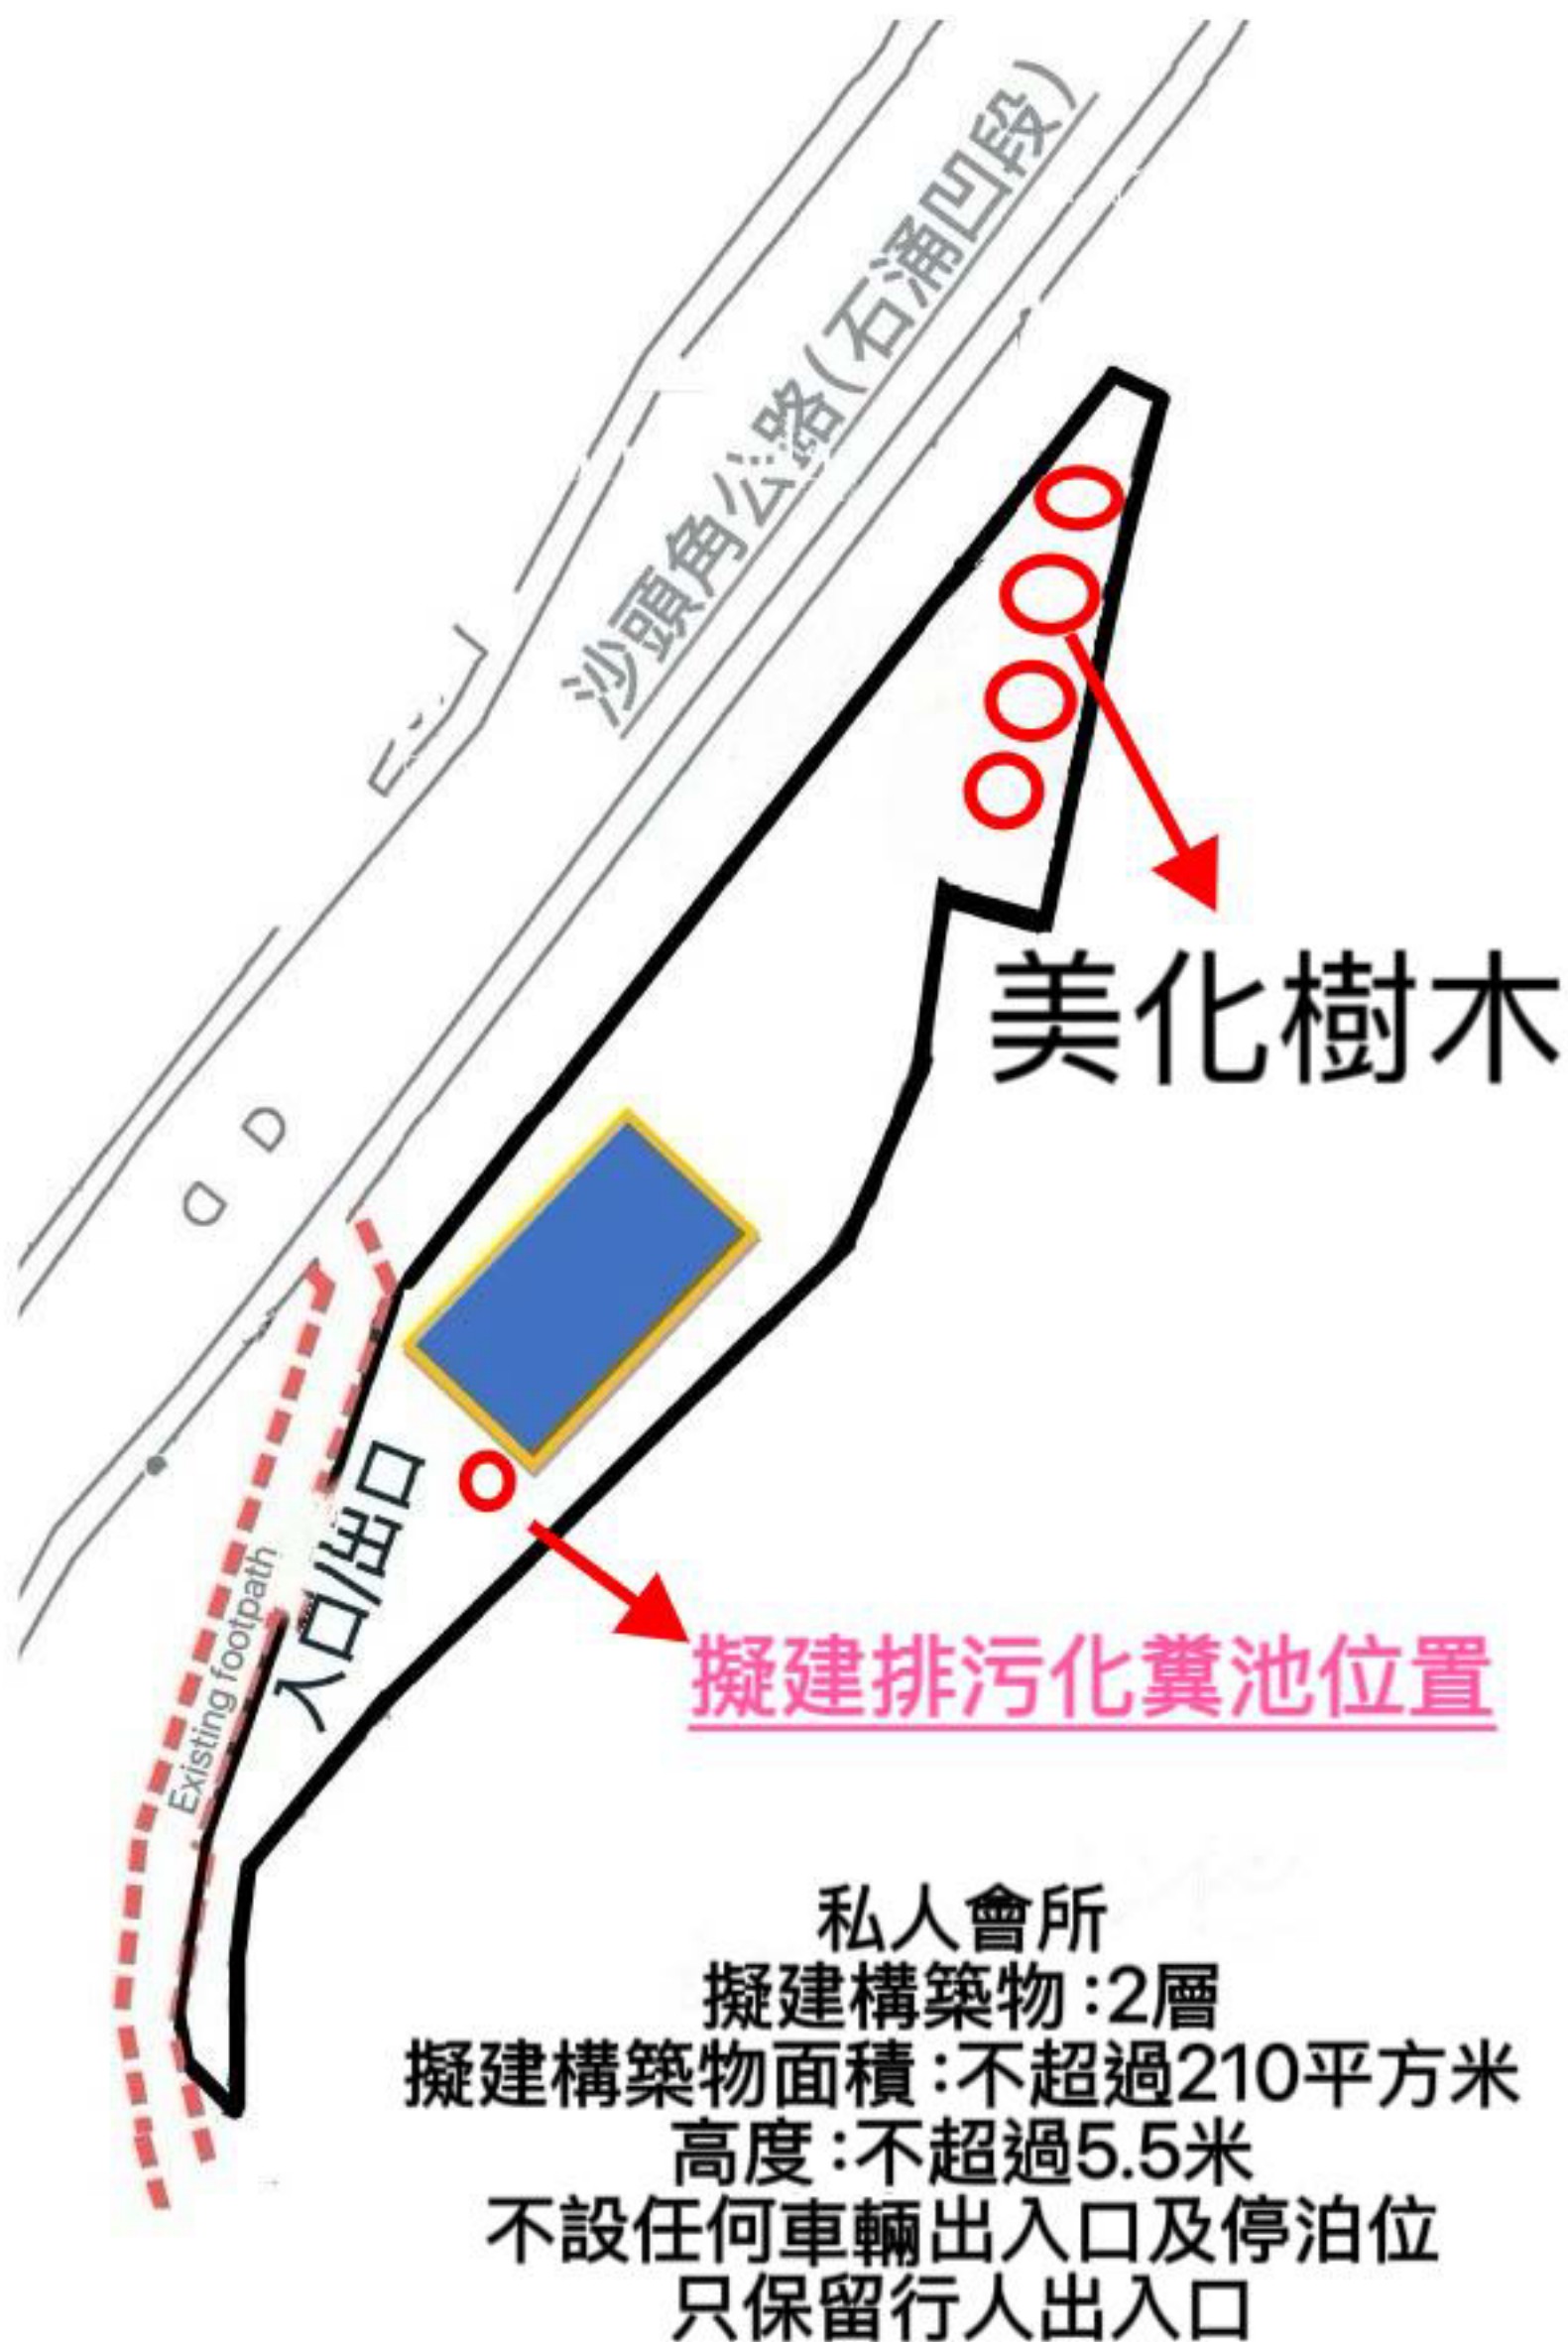 沙頭角公路(石涌凹段)
美化樹木
入口/出口
Existing footpath
擬建排污化糞池位置
私人會所
擬建構築物:2層
擬建構築物面積:不超過210平方米
高度:不超過5.5米
不設任何車輛出入口及停泊位
只保留行人出入口